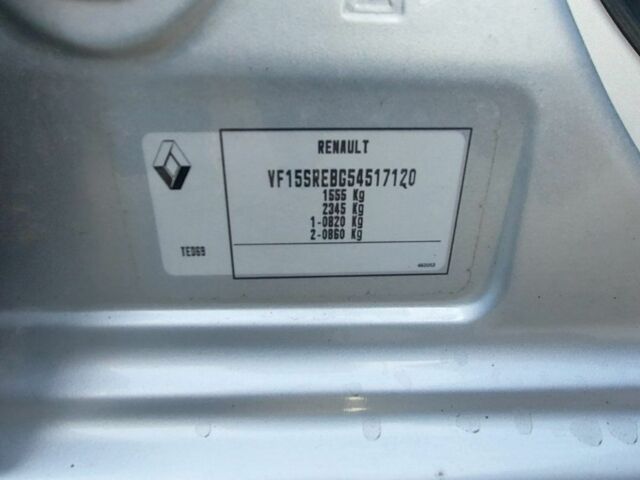 RENAULT
VF15SREBG54517120
1555 Kg
2345 Kg
1-0820 Kg
2-0860 Kg
TED69